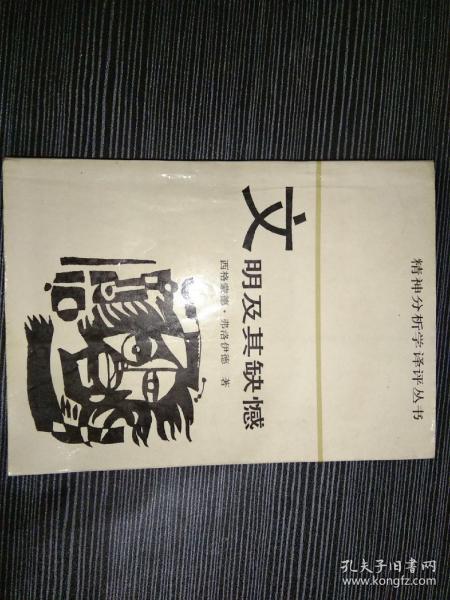 精神分析学译评丛书
文明及其缺憾
西格蒙德·弗洛伊德 著
孔夫子旧书网
www.kongfz.com